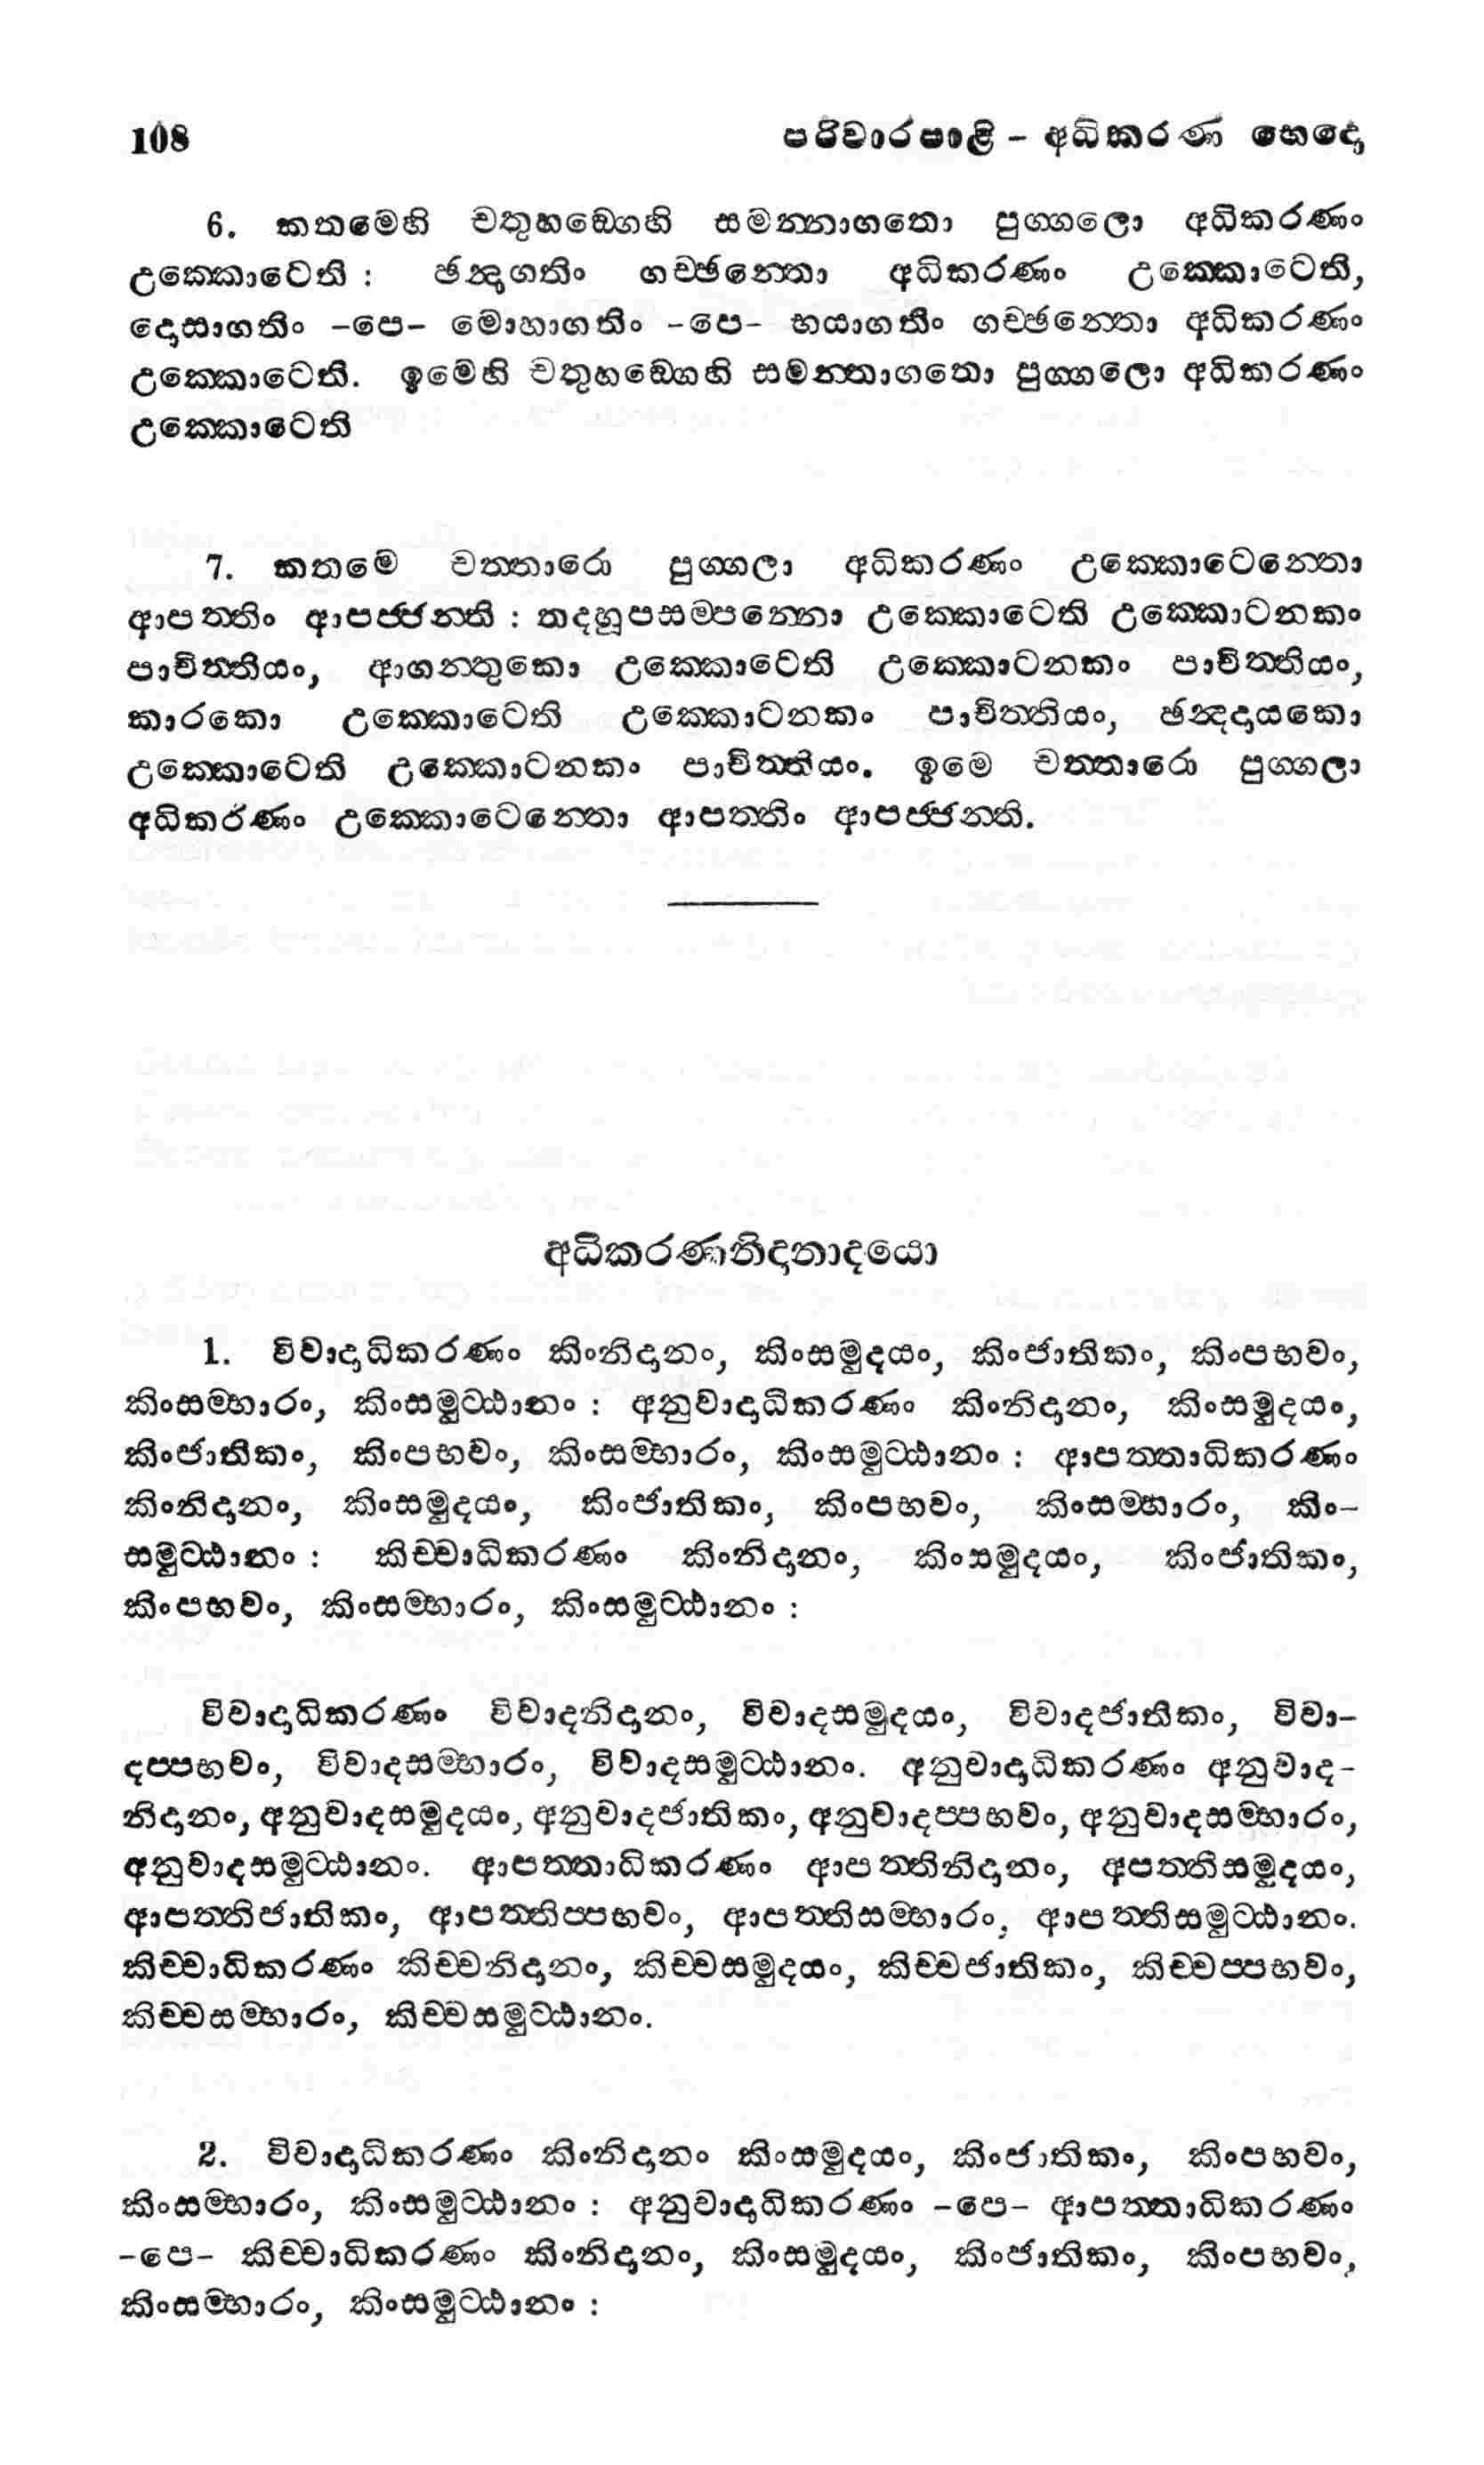 108 පරිවාරපාළි – අධිකරණ භෙදො
6. කතමෙහි චතුහඞ්ගෙහි සමන්නාගතො පුග්ගලො අධිකරණං
උක්කොටෙති : ඡන්දාගතිං ගච්ඡන්තො අධිකරණං උක්කොටෙති,
දොසාගතිං –පෙ– මොහාගතිං –පෙ– භයාගතිං ගච්ඡන්තො අධිකරණං
උක්කොටෙති. ඉමෙහි චතුහඞ්ගෙහි සමන්නාගතො පුග්ගලො අධිකරණං
උක්කොටෙති
7. කතමෙ චත්තාරො පුග්ගලා අධිකරණං උක්කොටෙන්තො
ආපත්තිං ආපජ්ජන්ති : තදහූපසම්පන්නො උක්කොටෙති උක්කොටනකං
පාචිත්තියං, ආගන්තුකො උක්කොටෙති උක්කොටනකං පාචිත්තියං,
කාරකො උක්කොටෙති උක්කොටනකං පාචිත්තියං, ඡන්දදායකො
උක්කොටෙති උක්කොටනකං පාචිත්තියං. ඉමෙ චත්තාරො පුග්ගලා
අධිකරණං උක්කොටෙන්තො ආපත්තිං ආපජ්ජන්ති.
අධිකරණනිදානාදයො
1. විවාදාධිකරණං කිංනිදානං, කිංසමුදයං, කිංජාතිකං, කිංපභවං,
කිංසම්භාරං, කිංසමුට්ඨානං : අනුවාදාධිකරණං කිංනිදානං, කිංසමුදයං,
කිංජාතිකං, කිංපභවං, කිංසම්භාරං, කිංසමුට්ඨානං : ආපත්තාධිකරණං
කිංනිදානං, කිංසමුදයං, කිංජාතිකං, කිංපභවං, කිංසම්භාරං, කිං–
සමුට්ඨානං : කිච්චාධිකරණං කිංනිදානං, කිංසමුදයං, කිංජාතිකං,
කිංපභවං, කිංසම්භාරං, කිංසමුට්ඨානං :
විවාදාධිකරණං විවාදනිදානං, විවාදසමුදයං, විවාදජාතිකං, විවා–
දප්පභවං, විවාදසම්භාරං, විවාදසමුට්ඨානං. අනුවාදාධිකරණං අනුවාද–
නිදානං, අනුවාදසමුදයං, අනුවාදජාතිකං, අනුවාදප්පභවං, අනුවාදසම්භාරං,
අනුවාදසමුට්ඨානං. ආපත්තාධිකරණං ආපත්තිනිදානං, අපත්තිසමුදයං,
ආපත්තිජාතිකං, ආපත්තිප්පභවං, ආපත්තිසම්භාරං, ආපත්තිසමුට්ඨානං.
කිච්චාධිකරණං කිච්චනිදානං, කිච්චසමුදයං, කිච්චජාතිකං, කිච්චප්පභවං,
කිච්චසම්භාරං, කිච්චසමුට්ඨානං.
2. විවාදාධිකරණං කිංනිදානං කිංසමුදයං, කිංජාතිකං, කිංපභවං,
කිංසම්භාරං, කිංසමුට්ඨානං : අනුවාදාධිකරණං –පෙ– ආපත්තාධිකරණං
–පෙ– කිච්චාධිකරණං කිංනිදානං, කිංසමුදයං, කිංජාතිකං, කිංපභවං,
කිංසම්භාරං, කිංසමුට්ඨානං :